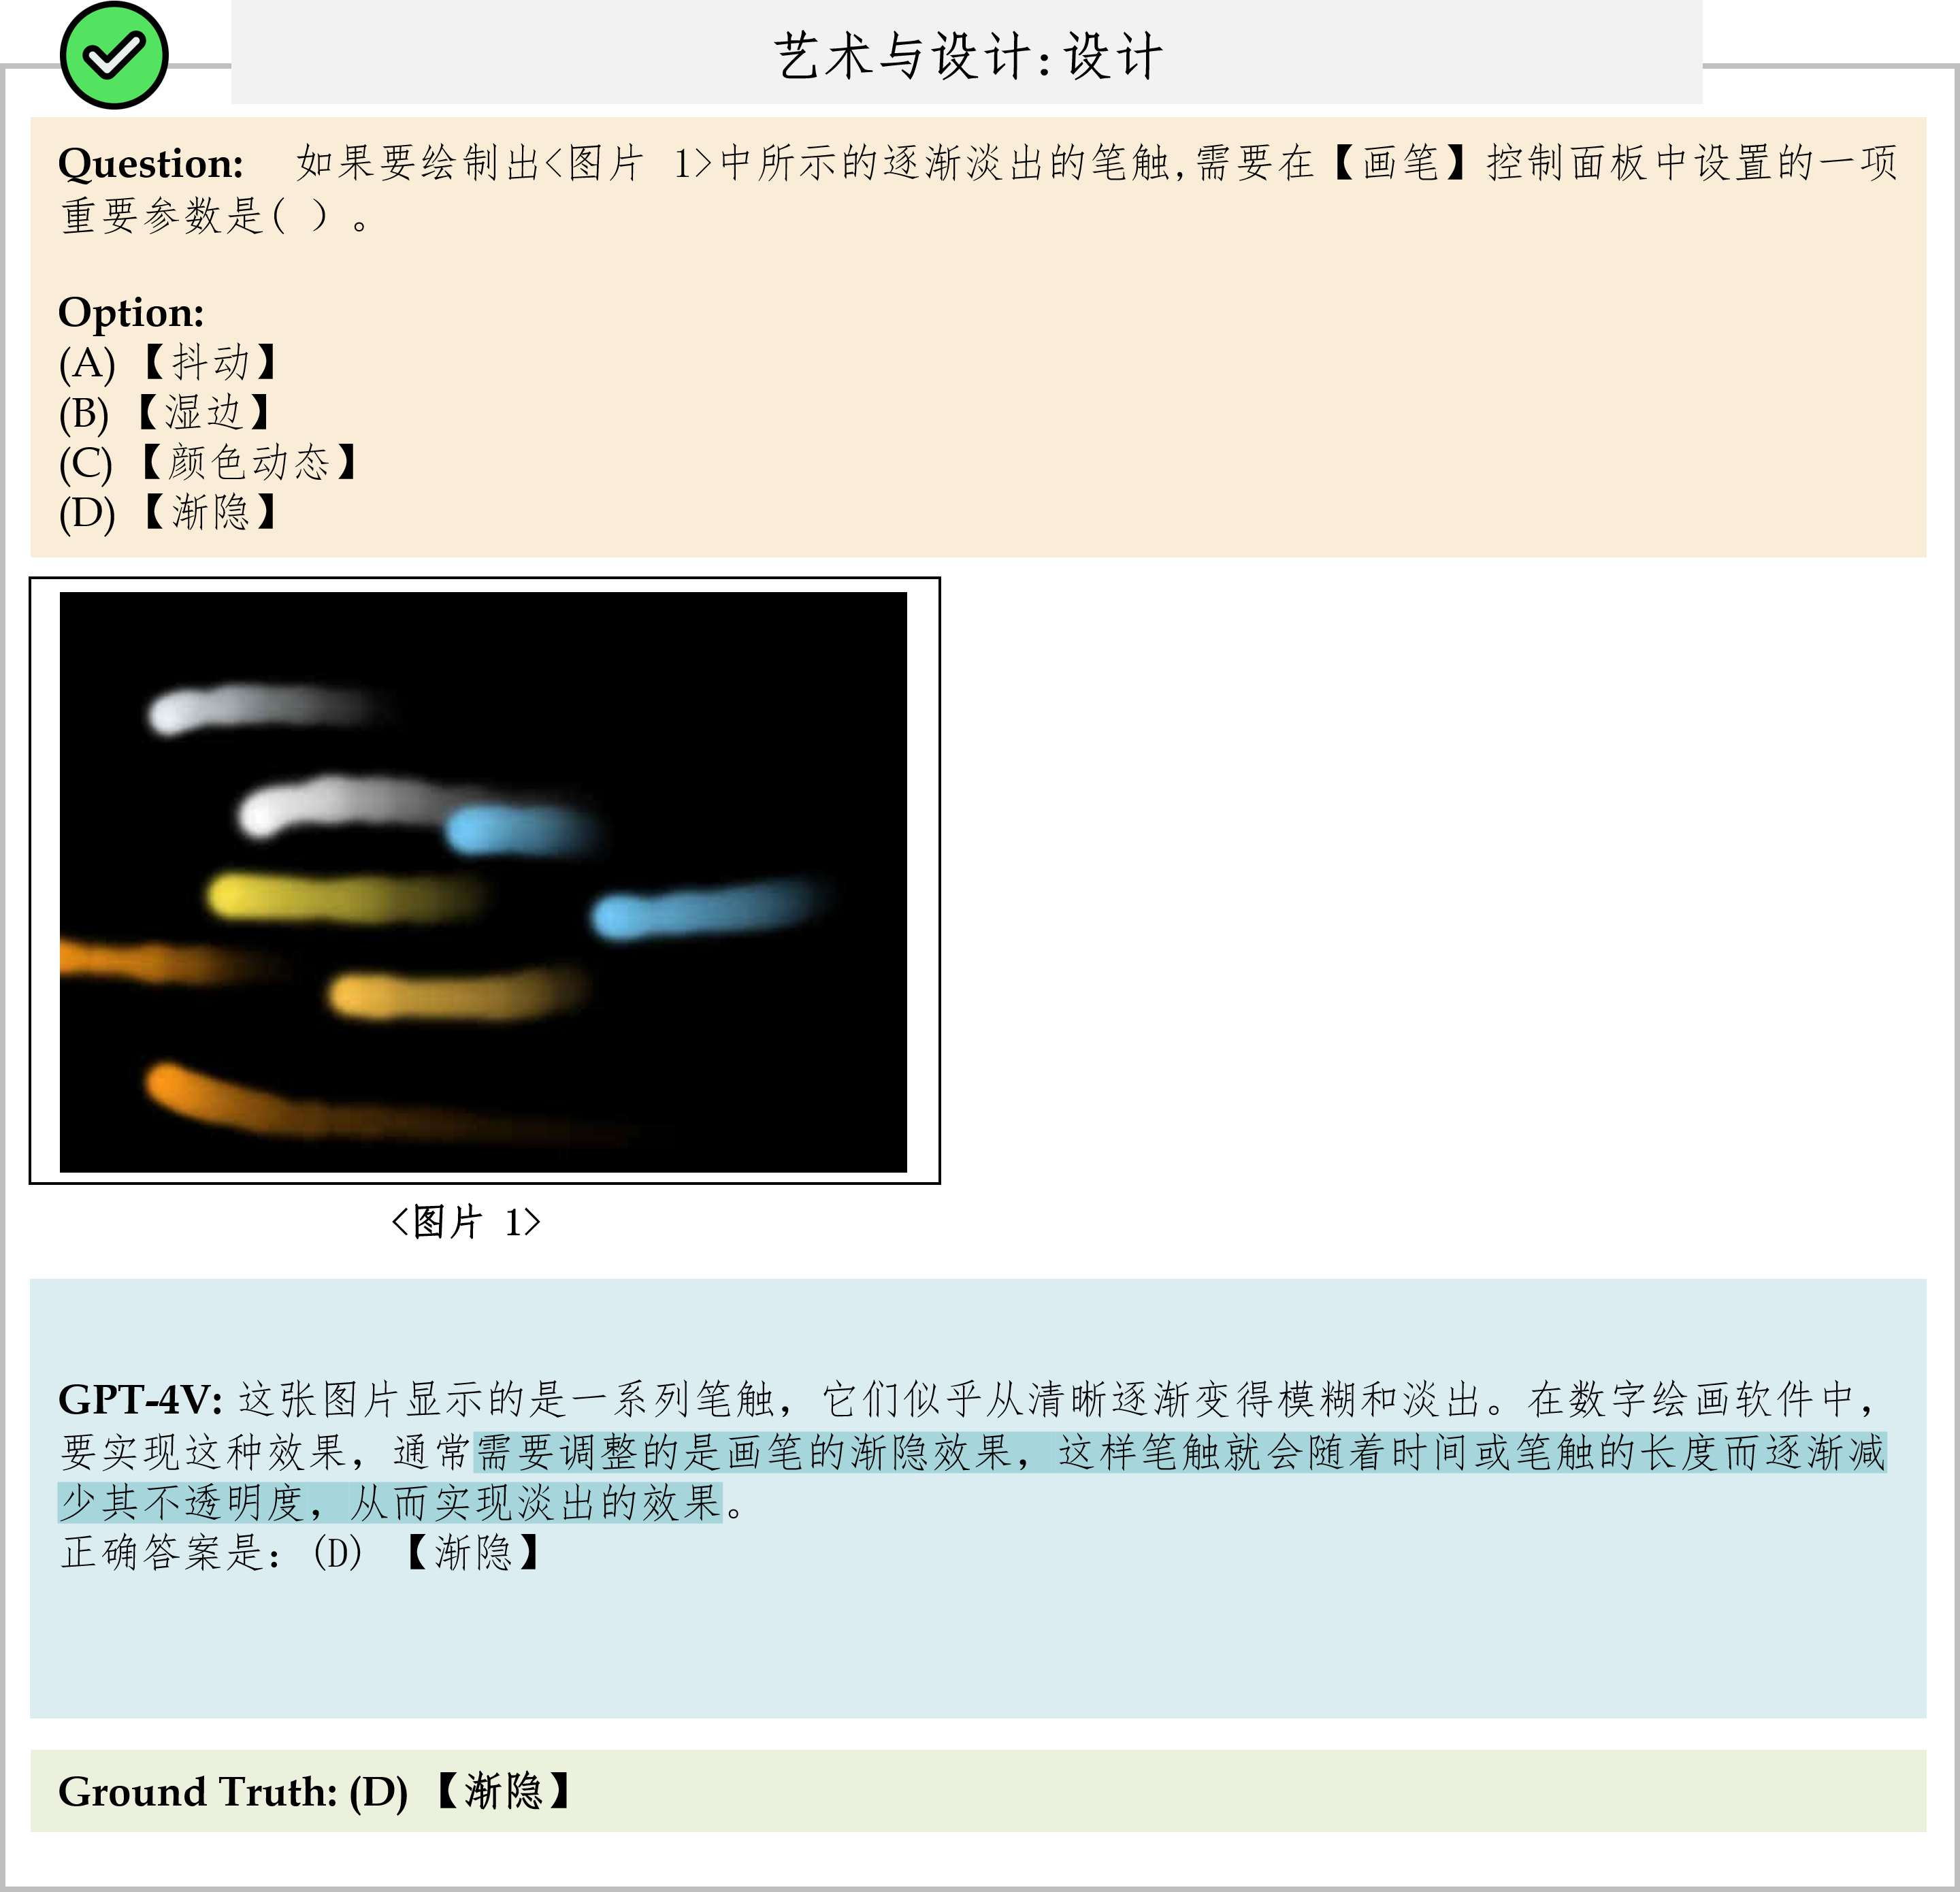 艺术与设计:设计
Question: 如果要绘制出<图片 1>中所示的逐渐淡出的笔触,需要在【画笔】控制面板中设置的一项
重要参数是( )。
Option:
(A) 【抖动】
(B) 【湿边】
(C) 【颜色动态】
(D) 【渐隐】
<图片 1>
GPT-4V: 这张图片显示的是一系列笔触，它们似乎从清晰逐渐变得模糊和淡出。在数字绘画软件中，
要实现这种效果，通常需要调整的是画笔的渐隐效果，这样笔触就会随着时间或笔触的长度而逐渐减
少其不透明度，从而实现淡出的效果。
正确答案是：(D) 【渐隐】
Ground Truth: (D) 【渐隐】